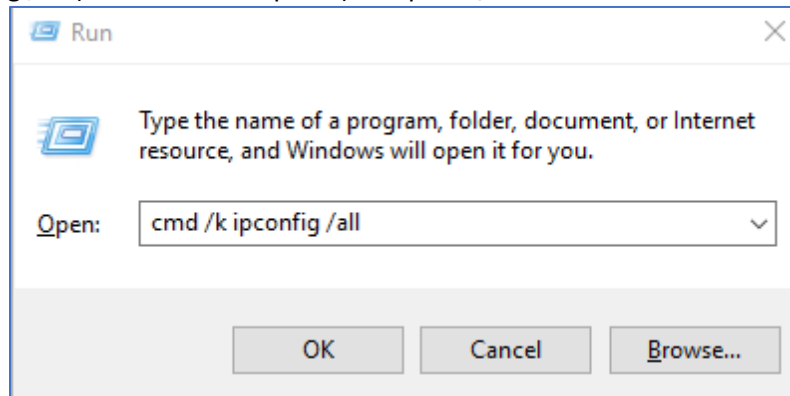 Run
Type the name of a program, folder, document, or Internet
resource, and Windows will open it for you.
Open: cmd /k ipconfig /all
OK Cancel Browse...